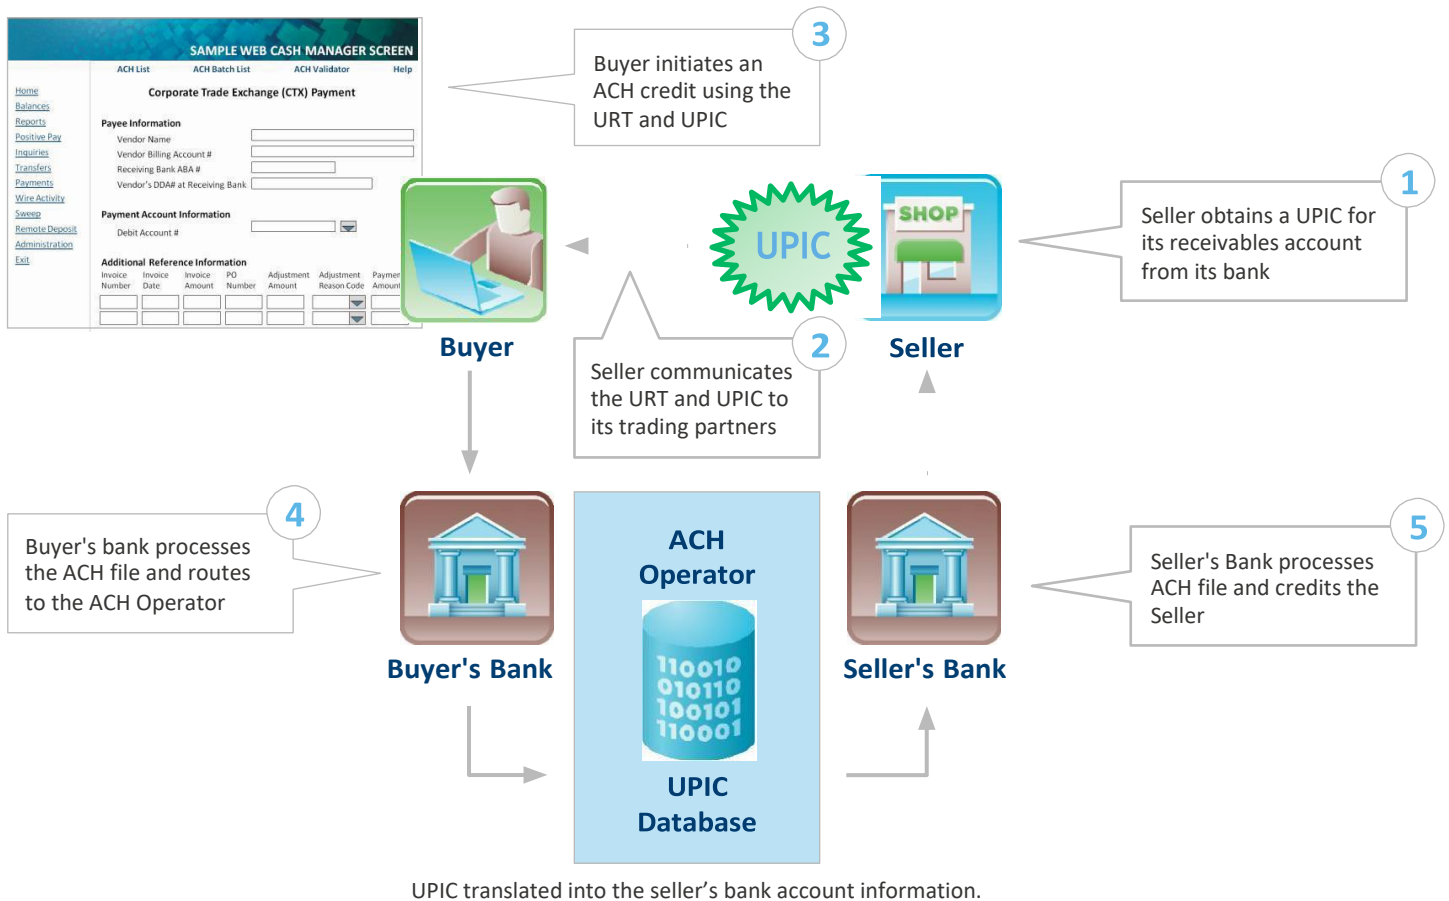 SAMPLE WEB CASH MANAGER SCREEN
ACH List ACH Batch List ACH Validator Help
Home
Balances
Reports
Positive Pay
Inquiries
Transfers
Payments
Wire Activity
Sweep
Remote Deposit
Administration
Exit
Corporate Trade Exchange (CTX) Payment
Payee Information
Vendor Name
Vendor Billing Account #
Receiving Bank ABA #
Vendor's DDA# at Receiving Bank
Payment Account Information
Debit Account #
Additional Reference Information
Invoice Invoice Invoice PO Adjustment Adjustment Paymen
Number Date Amount Number Amount Reason Code Amount
3
Buyer initiates an
ACH credit using the
URT and UPIC
UPIC
SHOP
1
Seller obtains a UPIC for
its receivables account
from its bank
Buyer
Seller
2
Seller communicates
the URT and UPIC to
its trading partners
4
Buyer's bank processes
the ACH file and routes
to the ACH Operator
Buyer's Bank
ACH
Operator
110010
010110
100101
110001
UPIC
Database
Seller's Bank
5
Seller's Bank processes
ACH file and credits the
Seller
UPIC translated into the seller’s bank account information.